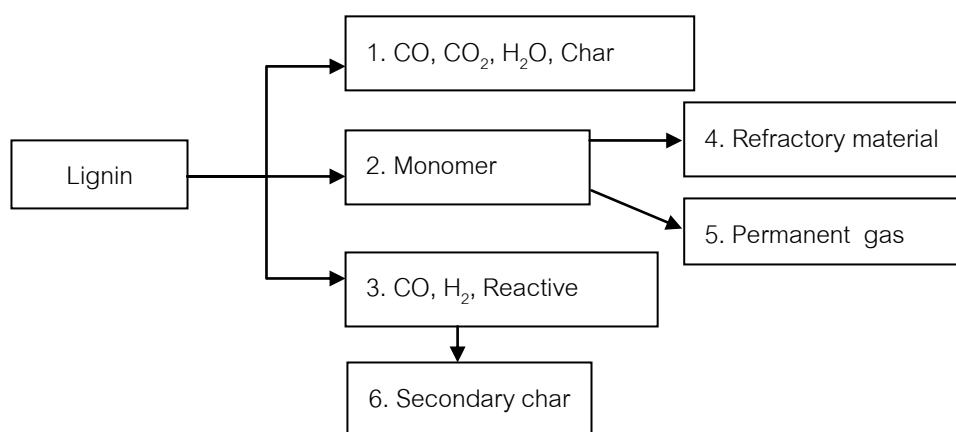 1. CO, CO₂, H₂O, Char
4. Refractory material
Lignin
2. Monomer
5. Permanent gas
3. CO, H₂, Reactive
6. Secondary char